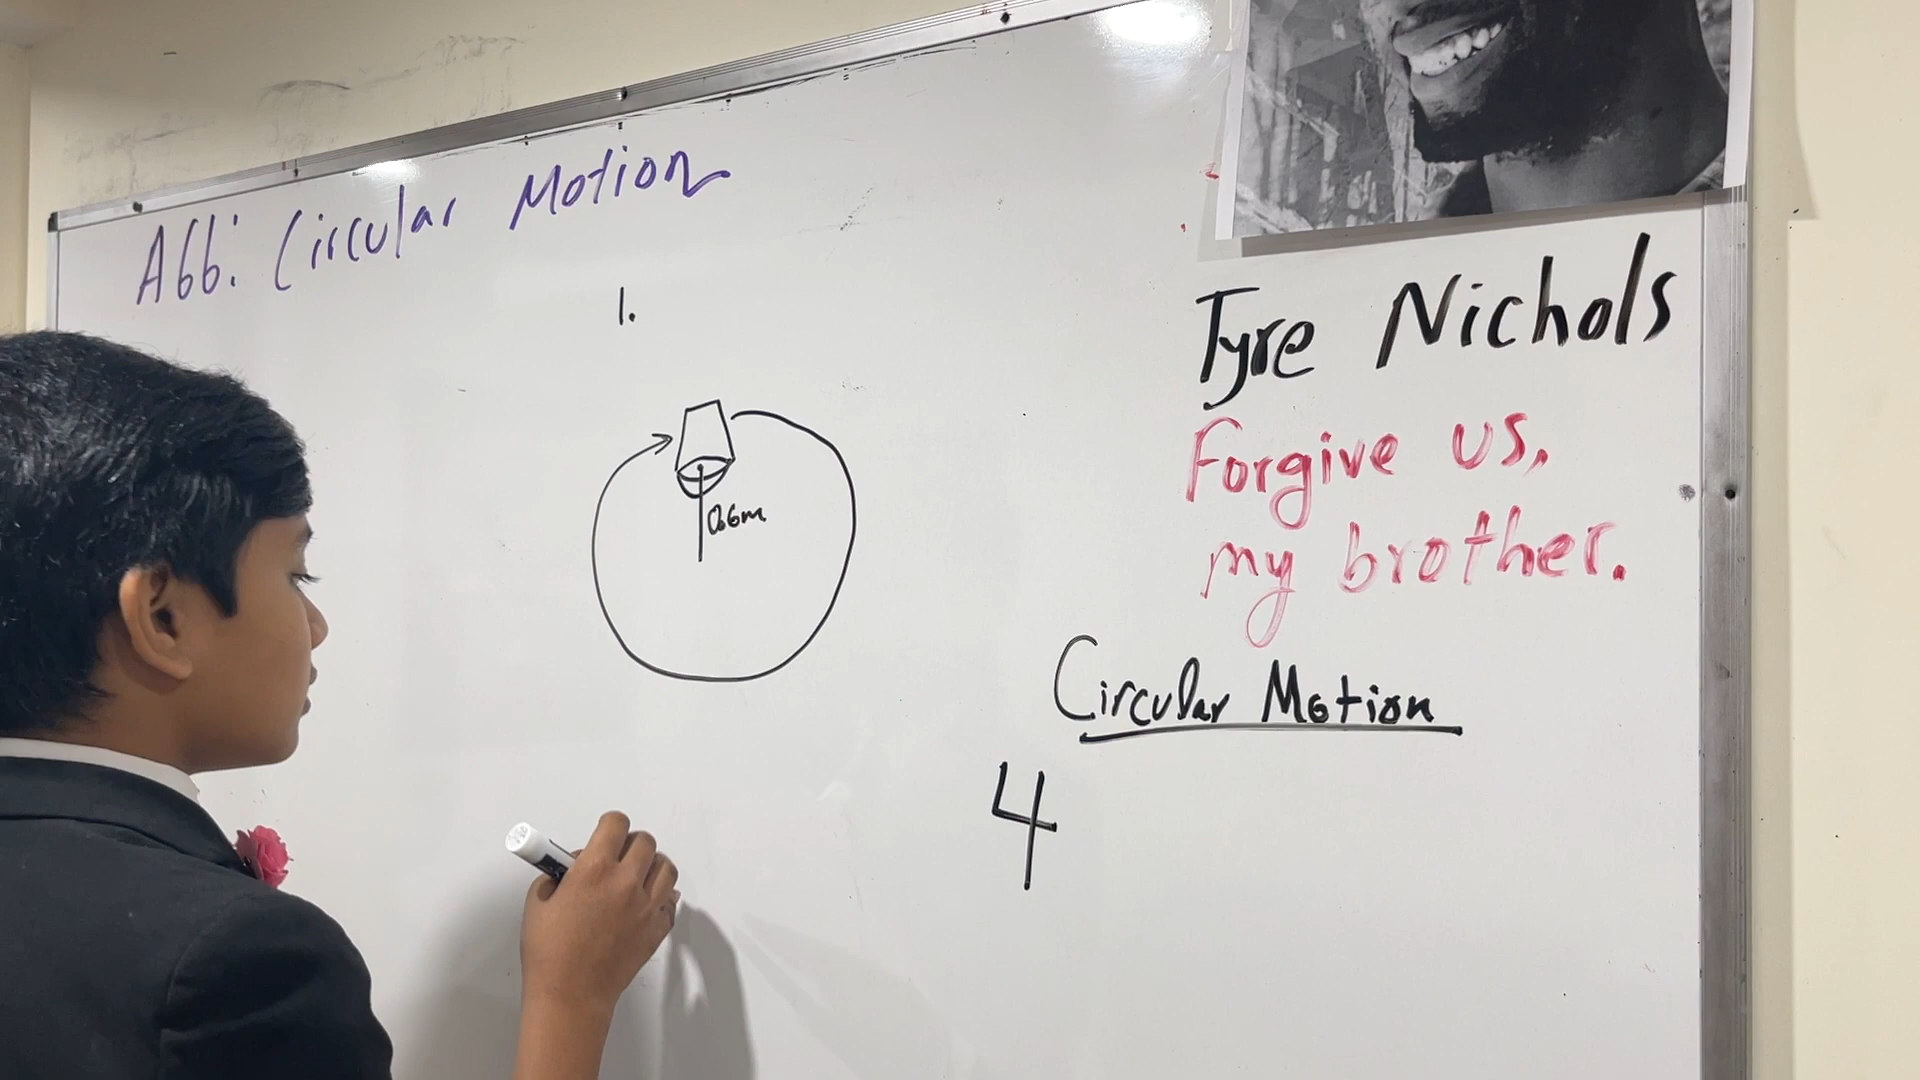 A66: Circular Motion
1.
0.6m
Tyre Nichols
Forgive us,
my brother.
Circular Motion
4